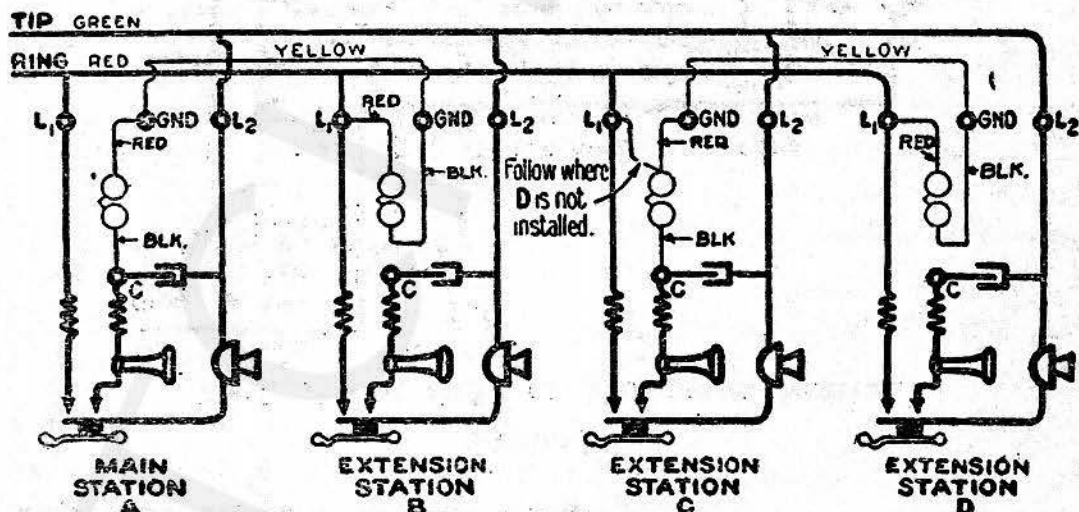 TIP GREEN
YELLOW
YELLOW
RING RED
L1
GND
L2
RED
L1
RED
GND
L2
L1
GND
L2
RED
L1
GND
L2
RED
BLK.
Follow where
D is not
installed.
BLK.
BLK.
BLK
C
C
C
C
MAIN
STATION
A
EXTENSION
STATION
B
EXTENSION
STATION
C
EXTENSION
STATION
D